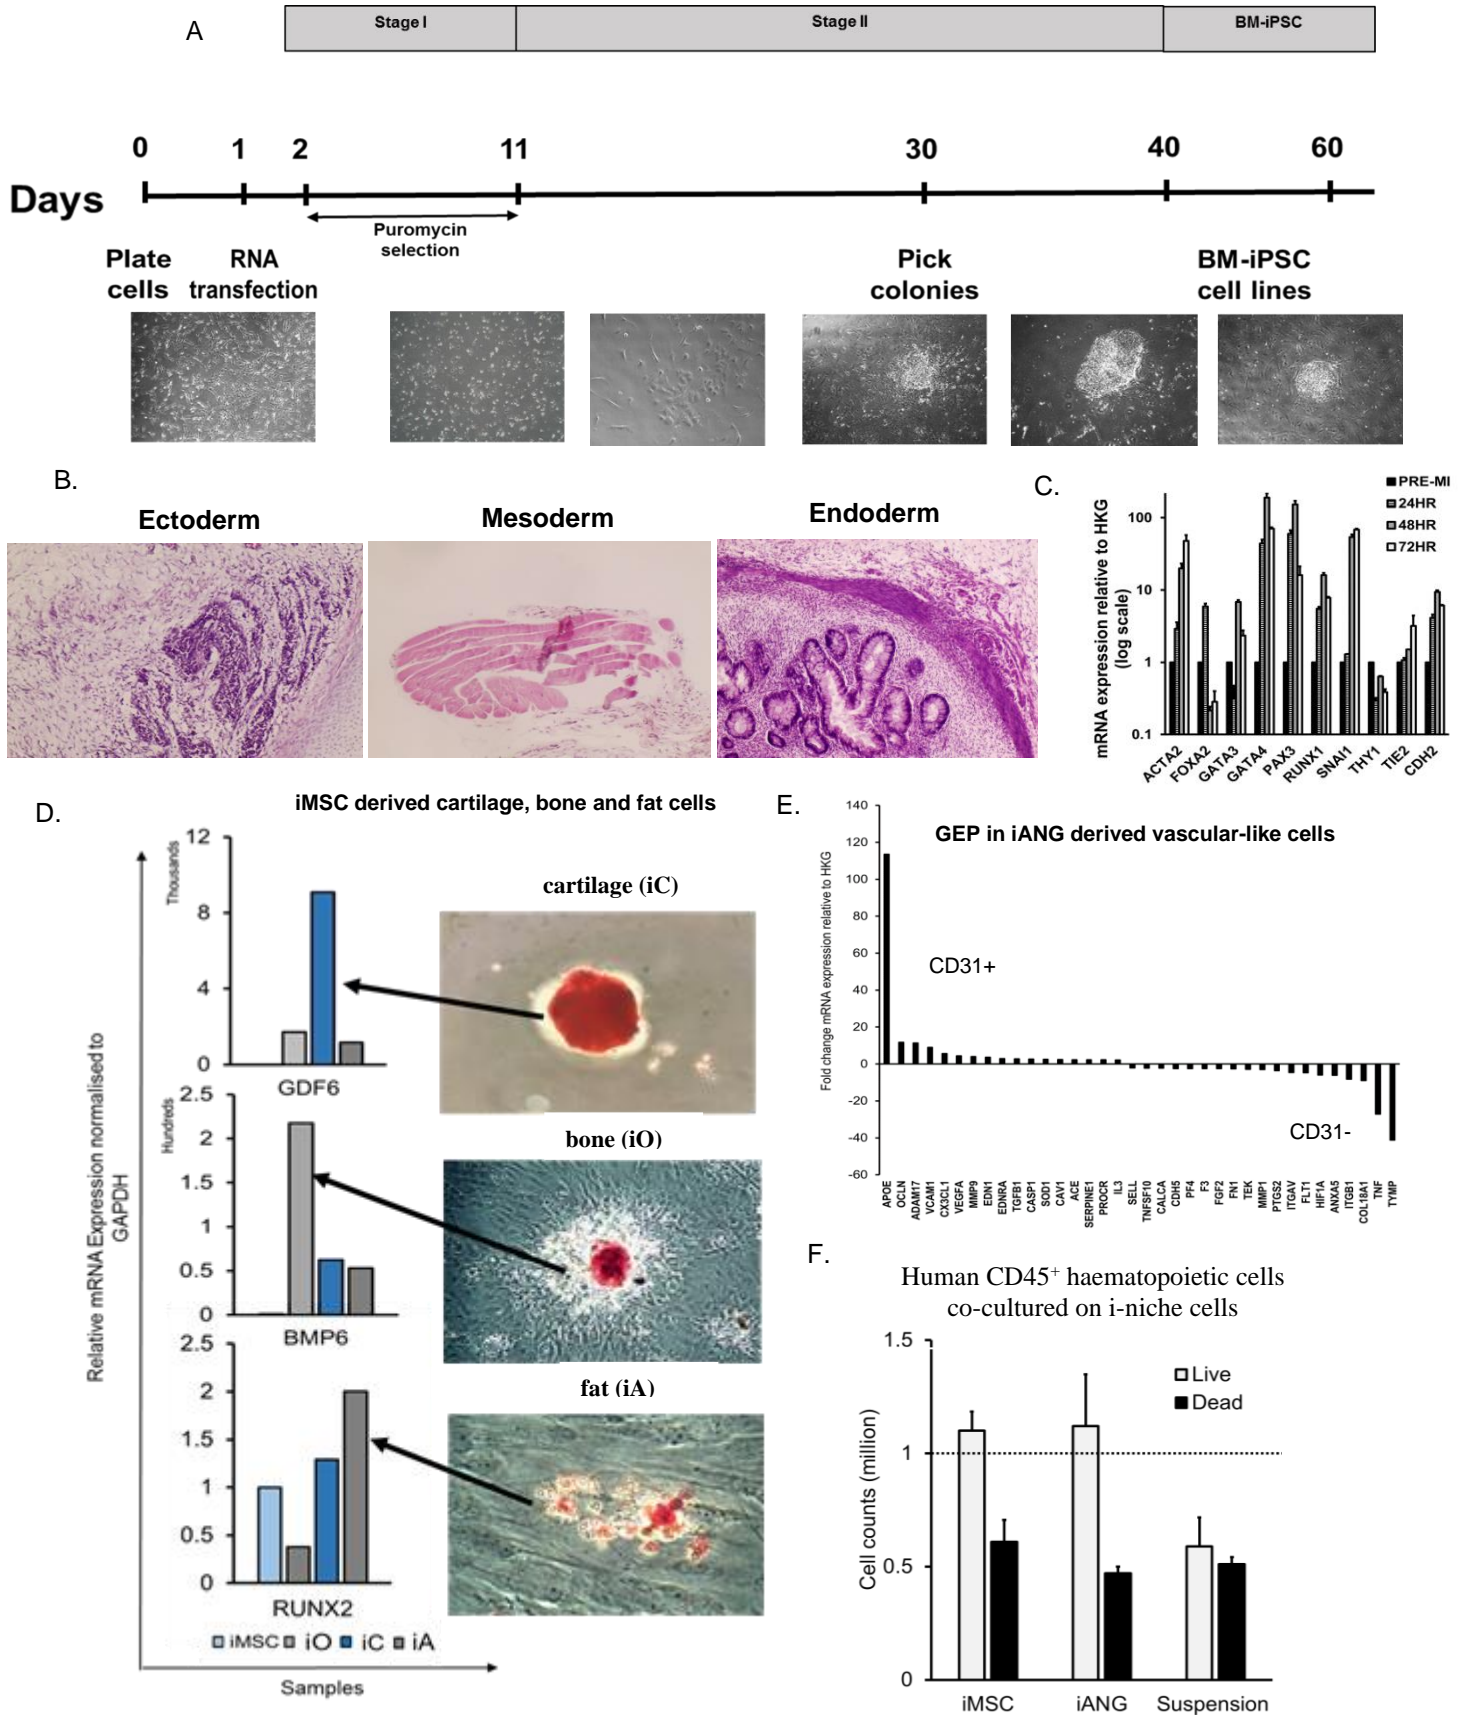 A
Stage I
Stage II
BM-iPSC
0 1 2 11 30 40 60
Days
Puromycin
selection
Plate
cells
RNA
transfection
Pick
colonies
BM-iPSC
cell lines
B.
Ectoderm
Mesoderm
Endoderm
C.
PRE-MI
24HR
48HR
72HR
mRNA expression relative to HKG
(log scale)
100
10
1
0.1
ACTA2
FOXA2
GATA3
GATA4
PAX3
RUNX1
SNAI1
THY1
TIE2
CDH2
D.
iMSC derived cartilage, bone and fat cells
Relative mRNA Expression normalised to
GAPDH
Thousands
12
8
4
0
GDF6
cartilage (iC)
Hundreds
2.5
2
1.5
1
0.5
0
BMP6
bone (iO)
2.5
2
1.5
1
0.5
0
RUNX2
fat (iA)
iMSC iO iC iA
Samples
E.
GEP in iANG derived vascular-like cells
Fold change mRNA expression relative to HKG
140
120
100
80
60
40
20
0
-20
-40
-60
CD31+
CD31-
APOE
OCLN
ADAM17
VCAM1
CX3CL1
VEGFA
MMP9
EDN1
EDNRA
TGFB1
CASP1
SOD1
CAV1
ACE
SERPINE1
PROCR
IL3
SELL
TNFSF10
CALCA
CDH5
PF4
F3
FGF2
FN1
TEK
MMP1
PTGS2
ITGAV
FLT1
HIF1A
ANXA5
ITGB1
COL18A1
TNF
TYMP
F.
Human CD45+ haematopoietic cells
co-cultured on i-niche cells
Cell counts (million)
1.5
1
0.5
0
Live
Dead
iMSC
iANG
Suspension